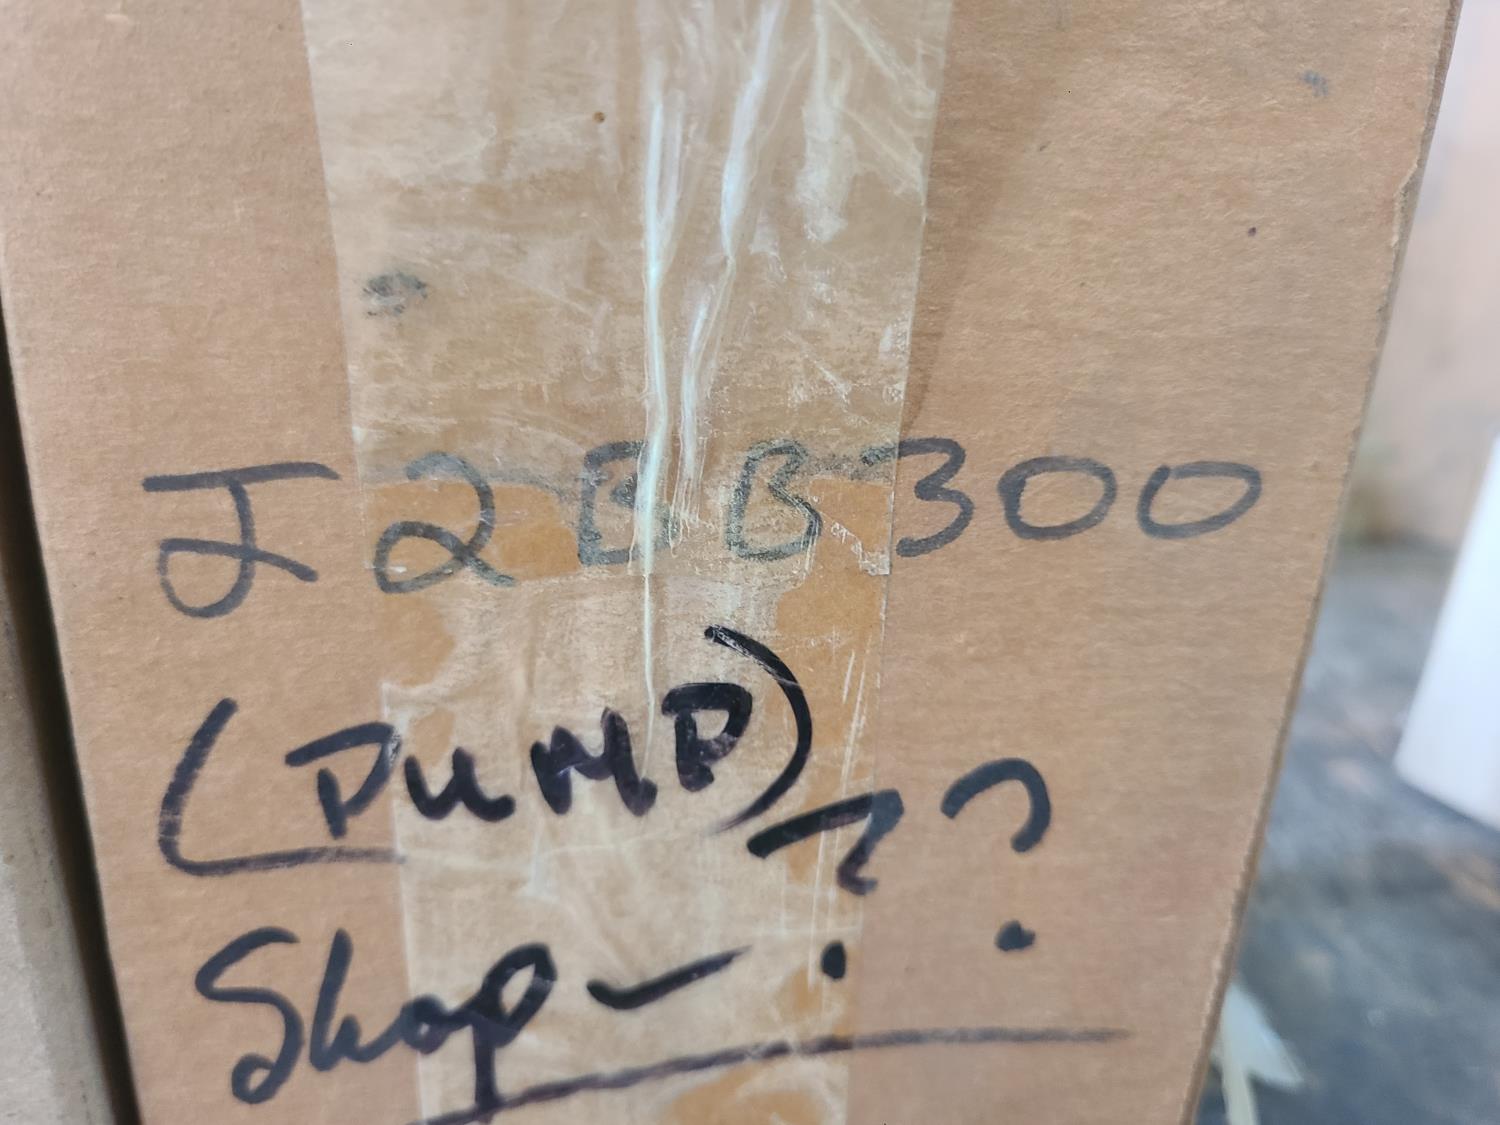 J2BB300
(PUMP) ??
Shop -